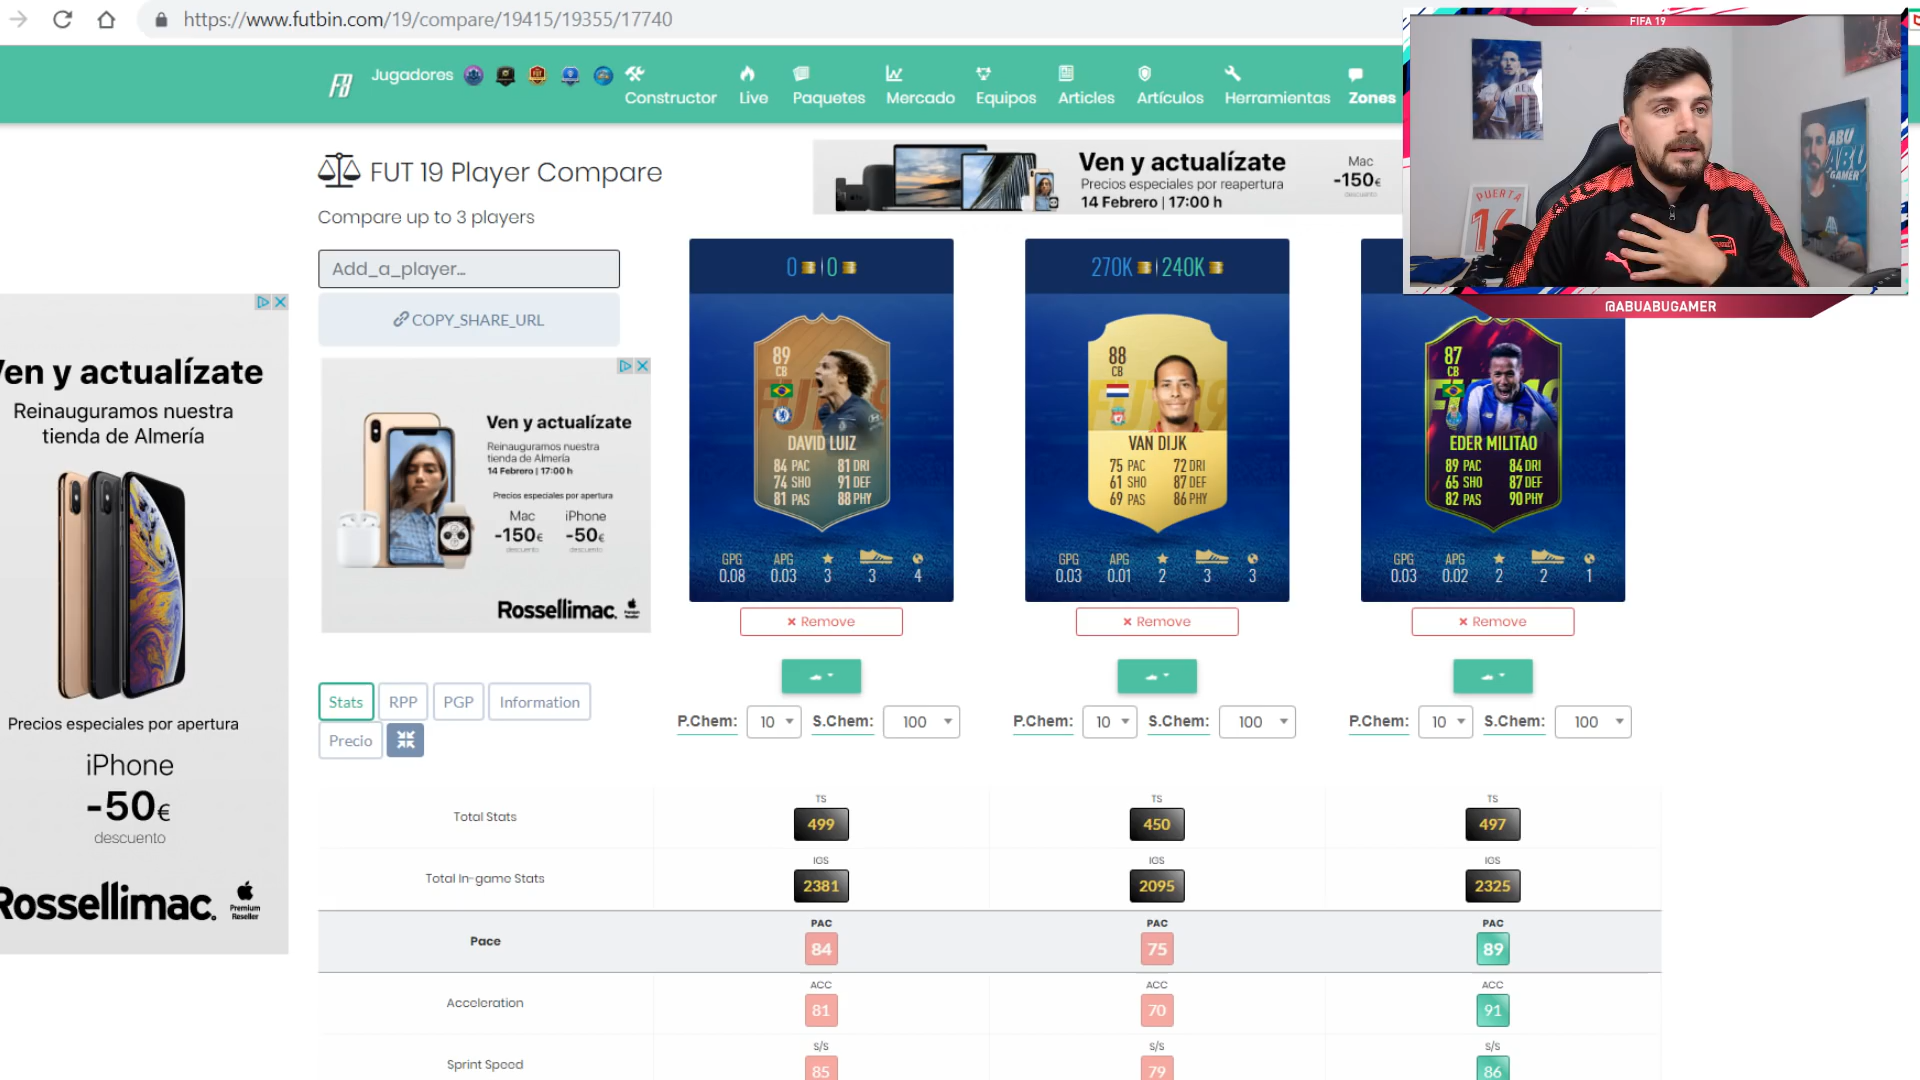 https://www.futbin.com/19/compare/19415/19355/17740
FIFA 19
F8
Jugadores
Constructor
Live
Paquetes
Mercado
Equipos
Articles
Artículos
Herramientas
Zones
ABU
ABU
GAMER
PUERTA
16
@ABUABUGAMER
FUT 19 Player Compare
Compare up to 3 players
Add_a_player...
COPY_SHARE_URL
Ven y actualízate
Precios especiales por reapertura
14 Febrero | 17:00 h
Mac
-150€
descuento
en y actualízate
Reinauguramos nuestra
tienda de Almería
Precios especiales por apertura
iPhone
-50€
descuento
Rossellimac.
Premium
Reseller
Ven y actualízate
Reinauguramos nuestra
tienda de Almería
14 Febrero | 17:00 h
Precios especiales por apertura
Mac iPhone
-150€ -50€
descuento descuento
Rossellimac.
0 | 0
89
CB
DAVID LUIZ
84 PAC 81 DRI
74 SHO 91 DEF
81 PAS 88 PHY
GPG APG
0.08 0.03 3 3 4
Remove
270K | 240K
88
CB
VAN DIJK
75 PAC 72 DRI
61 SHO 87 DEF
69 PAS 86 PHY
GPG APG
0.03 0.01 2 3 3
Remove
87
CB
EDER MILITAO
89 PAC 84 DRI
65 SHO 87 DEF
82 PAS 90 PHY
GPG APG
0.03 0.02 2 2 1
Remove
Stats RPP PGP Information
Precio
P.Chem: 10 S.Chem: 100
P.Chem: 10 S.Chem: 100
P.Chem: 10 S.Chem: 100
TS TS TS
Total Stats 499 450 497
IGS IGS IGS
Total In-game Stats 2381 2095 2325
PAC PAC PAC
Pace 84 75 89
ACC ACC ACC
Acceleration 81 70 91
S/S S/S S/S
Sprint Speed 85 79 86